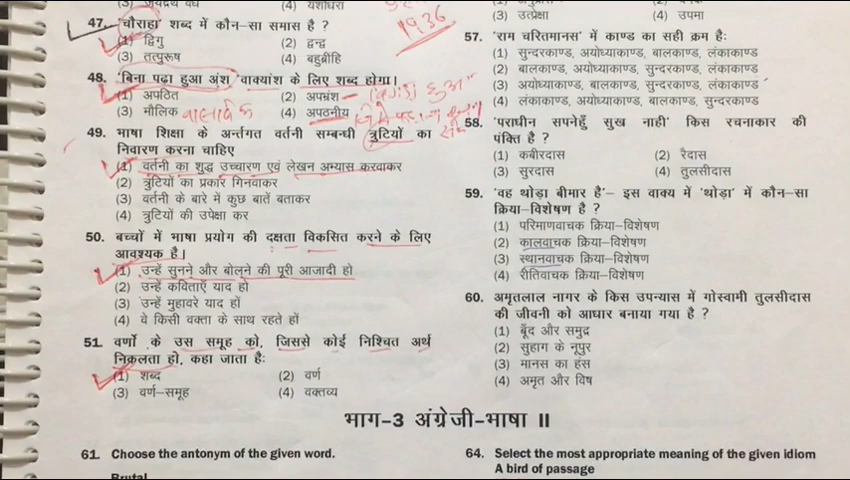 (3) जयद्रथ वध (4) यशोधरा
47. 'चौराहा' शब्द में कौन-सा समास है ?
(1) द्विगु (2) द्वन्द्व
(3) तत्पुरूष (4) बहुब्रीहि
1936
48. 'बिना पढ़ा हुआ अंश 'वाक्यांश के लिए शब्द होगा।
(1) अपठित (2) अपभ्रंश
(3) मौलिक (4) अपठनीय
49. भाषा शिक्षा के अर्न्तगत वर्तनी सम्बन्धी त्रुटियों का
निवारण करना चाहिए
(1) वर्तनी का शुद्ध उच्चारण एवं लेखन अभ्यास करवाकर
(2) त्रुटियों का प्रकार गिनवाकर
(3) वर्तनी के बारे में कुछ बातें बताकर
(4) त्रुटियों की उपेक्षा कर
50. बच्चों में भाषा प्रयोग की दक्षता विकसित करने के लिए
आवश्यक है।
(1) उन्हें सुनने और बोलने की पूरी आजादी हो
(2) उन्हें कविताएँ याद हो
(3) उन्हें मुहावरे याद हों
(4) वे किसी वक्ता के साथ रहते हों
51. वर्णो के उस समूह को, जिससे कोई निश्चित अर्थ
निकलता हो, कहा जाता है:
(1) शब्द (2) वर्ण
(3) वर्ण-समूह (4) वक्तव्य
(3) उत्प्रेक्षा (4) उपमा
57. 'राम चरितमानस' में काण्ड का सही क्रम है:
(1) सुन्दरकाण्ड, अयोध्याकाण्ड, बालकाण्ड, लंकाकाण्ड
(2) बालकाण्ड, अयोध्याकाण्ड, सुन्दरकाण्ड, लंकाकाण्ड
(3) अयोध्याकाण्ड, बालकाण्ड, सुन्दरकाण्ड, लंकाकाण्ड
(4) लंकाकाण्ड, अयोध्याकाण्ड, बालकाण्ड, सुन्दरकाण्ड
58. 'पराधीन सपनेहुँ सुख नाही' किस रचनाकार की
पंक्ति है ?
(1) कबीरदास (2) रैदास
(3) सुरदास (4) तुलसीदास
59. 'वह थोड़ा बीमार है'- इस वाक्य में 'थोड़ा' में कौन-सा
क्रिया-विशेषण है ?
(1) परिमाणवाचक क्रिया-विशेषण
(2) कालवाचक क्रिया-विशेषण
(3) स्थानवाचक क्रिया-विशेषण
(4) रीतिवाचक क्रिया-विशेषण
60. अमृतलाल नागर के किस उपन्यास में गोस्वामी तुलसीदास
की जीवनी को आधार बनाया गया है ?
(1) बूँद और समुद्र
(2) सुहाग के नूपुर
(3) मानस का हंस
(4) अमृत और विष
भाग-3 अंग्रेजी-भाषा II
61. Choose the antonym of the given word.
Brutal
64. Select the most appropriate meaning of the given idiom
A bird of passage